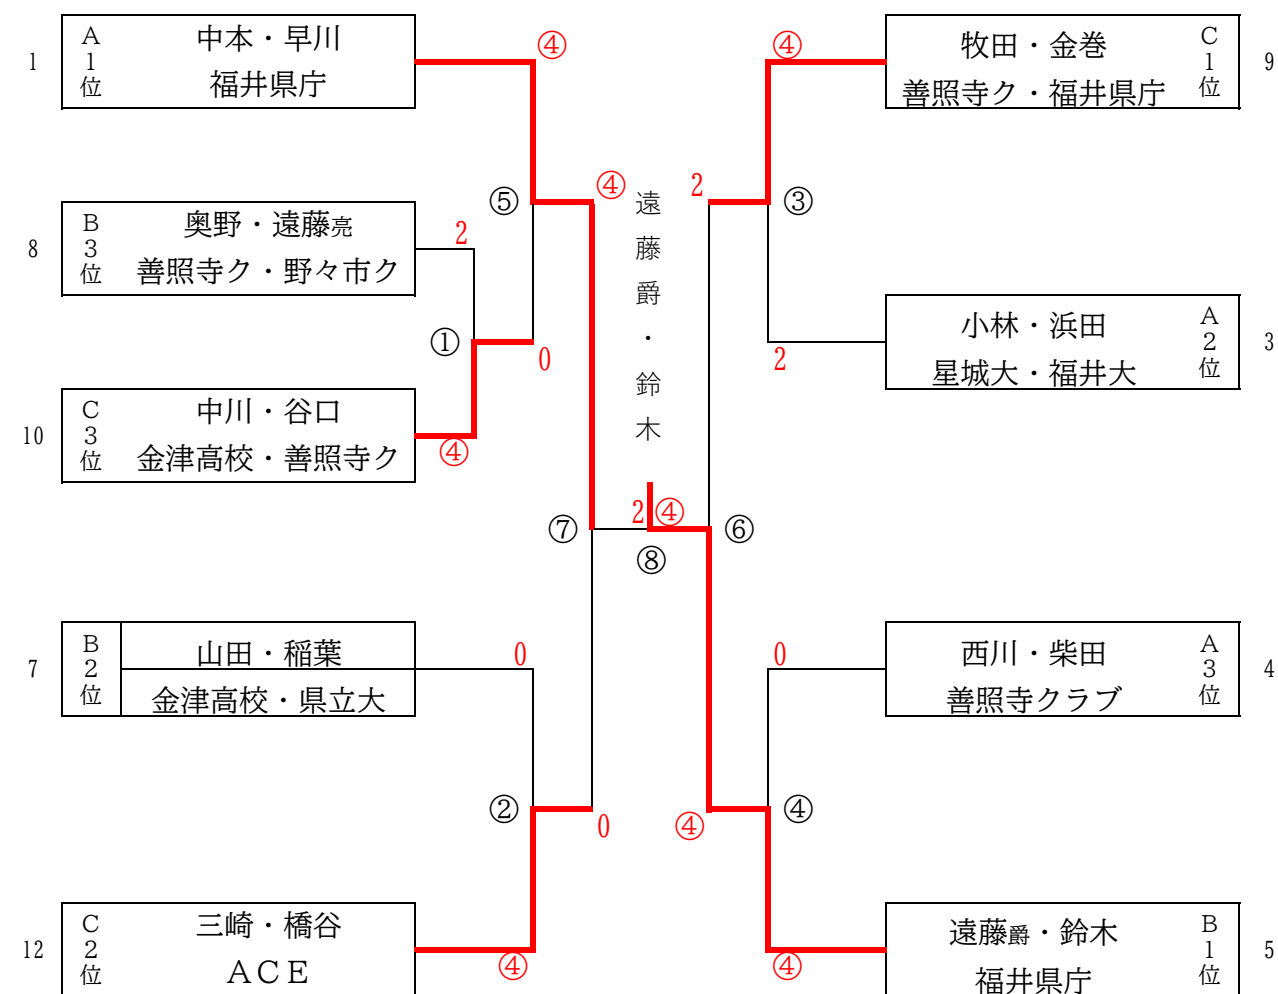 1
A
1
位
中本・早川
福井県庁
④
④
牧田・金巻
善照寺ク・福井県庁
C
1
位
9
8
B
3
位
奥野・遠藤亮
善照寺ク・野々市ク
2
⑤
④
遠藤爵・鈴木
2
③
①
0
10
C
3
位
中川・谷口
金津高校・善照寺ク
④
小林・浜田
星城大・福井大
A
2
位
3
2
⑦
2
④
⑥
⑧
7
B
2
位
山田・稲葉
金津高校・県立大
0
0
西川・柴田
善照寺クラブ
A
3
位
4
②
0
④
④
12
C
2
位
三崎・橋谷
ACE
④
④
遠藤爵・鈴木
福井県庁
B
1
位
5